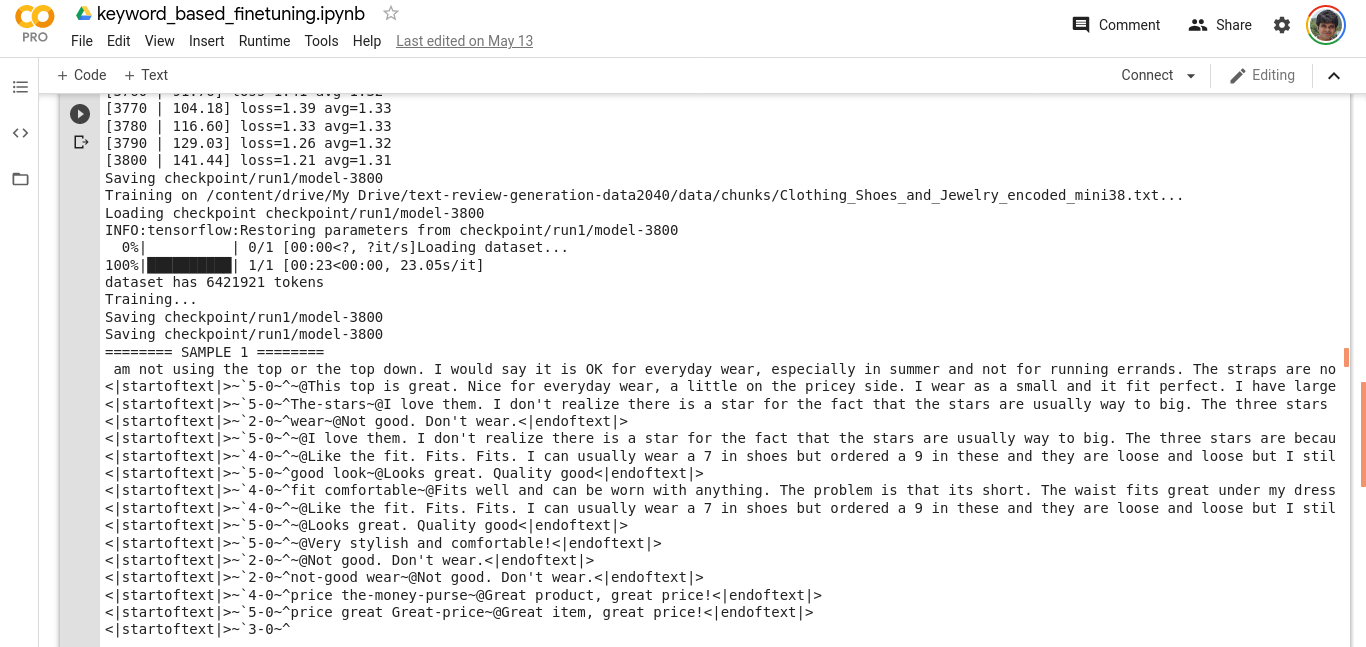 CO
PRO
keyword_based_finetuning.ipynb
File Edit View Insert Runtime Tools Help Last edited on May 13
Comment Share
+ Code + Text
Connect Editing
[3760 | 91.76] loss=1.41 avg=1.32
[3770 | 104.18] loss=1.39 avg=1.33
[3780 | 116.60] loss=1.33 avg=1.33
[3790 | 129.03] loss=1.26 avg=1.32
[3800 | 141.44] loss=1.21 avg=1.31
Saving checkpoint/run1/model-3800
Training on /content/drive/My Drive/text-review-generation-data2040/data/chunks/Clothing_Shoes_and_Jewelry_encoded_mini38.txt...
Loading checkpoint checkpoint/run1/model-3800
INFO:tensorflow:Restoring parameters from checkpoint/run1/model-3800
0%| | 0/1 [00:00<?, ?it/s]Loading dataset...
100%|██████████| 1/1 [00:23<00:00, 23.05s/it]
dataset has 6421921 tokens
Training...
Saving checkpoint/run1/model-3800
Saving checkpoint/run1/model-3800
======== SAMPLE 1 ========
am not using the top or the top down. I would say it is OK for everyday wear, especially in summer and not for running errands. The straps are no
<|startoftext|>~`5-0~^~@This top is great. Nice for everyday wear, a little on the pricey side. I wear as a small and it fit perfect. I have large
<|startoftext|>~`5-0~^The-stars~@I love them. I don't realize there is a star for the fact that the stars are usually way to big. The three stars
<|startoftext|>~`2-0~^wear~@Not good. Don't wear.<|endoftext|>
<|startoftext|>~`5-0~^~@I love them. I don't realize there is a star for the fact that the stars are usually way to big. The three stars are becau
<|startoftext|>~`4-0~^~@Like the fit. Fits. Fits. I can usually wear a 7 in shoes but ordered a 9 in these and they are loose and loose but I stil
<|startoftext|>~`5-0~^good look~@Looks great. Quality good<|endoftext|>
<|startoftext|>~`4-0~^fit comfortable~@Fits well and can be worn with anything. The problem is that its short. The waist fits great under my dress
<|startoftext|>~`4-0~^~@Like the fit. Fits. Fits. I can usually wear a 7 in shoes but ordered a 9 in these and they are loose and loose but I stil
<|startoftext|>~`5-0~^~@Looks great. Quality good<|endoftext|>
<|startoftext|>~`5-0~^~@Very stylish and comfortable!<|endoftext|>
<|startoftext|>~`2-0~^~@Not good. Don't wear.<|endoftext|>
<|startoftext|>~`2-0~^not-good wear~@Not good. Don't wear.<|endoftext|>
<|startoftext|>~`4-0~^price the-money-purse~@Great product, great price!<|endoftext|>
<|startoftext|>~`5-0~^price great Great-price~@Great item, great price!<|endoftext|>
<|startoftext|>~`3-0~^